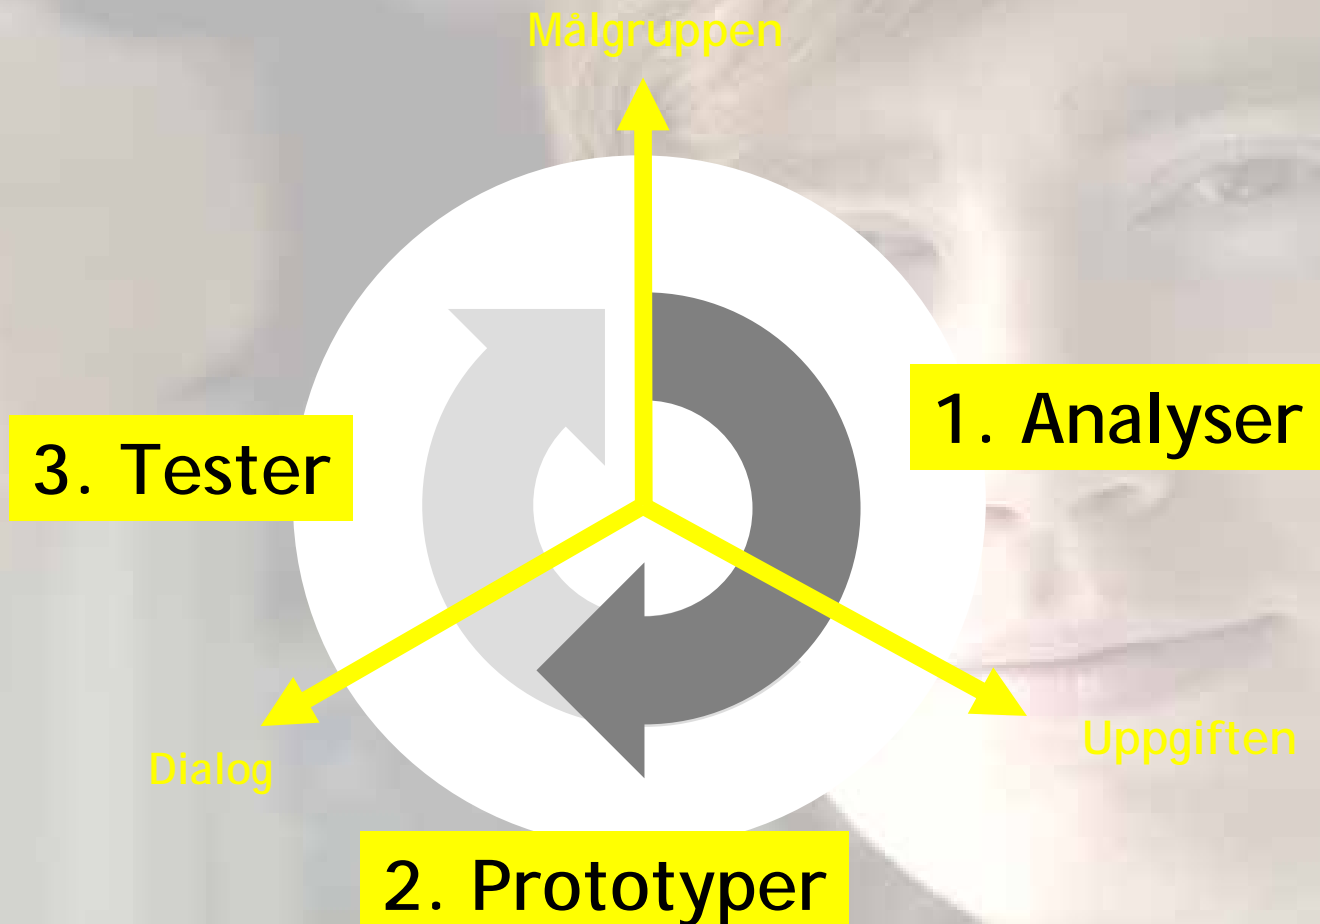 Målgruppen
1. Analyser
3. Tester
Uppgiften
Dialog
2. Prototyper